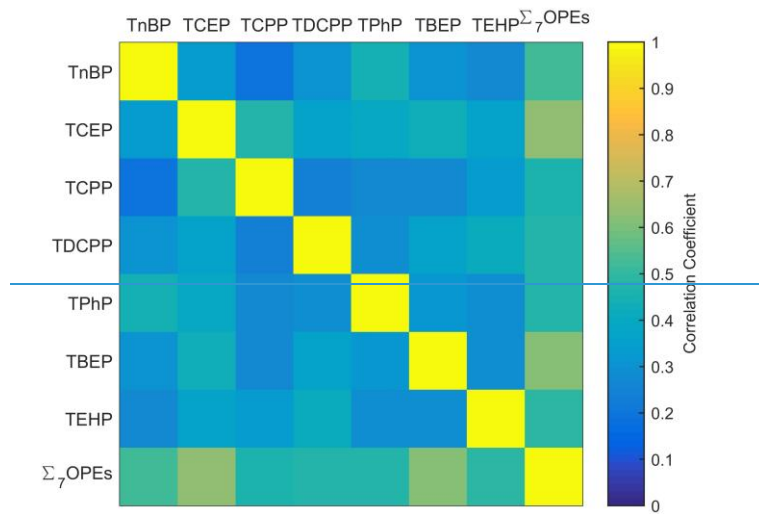 TnBP TCEP TCPP TDCPP TPhP TBEP TEHP Σ7OPEs
TnBP
TCEP
TCPP
TDCPP
TPhP
TBEP
TEHP
Σ7OPEs
1
0.9
0.8
0.7
0.6
0.5
0.4
0.3
0.2
0.1
0
Correlation Coefficient